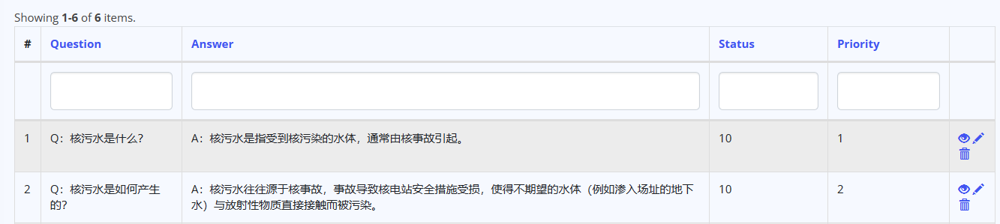 Showing 1-6 of 6 items.
# Question Answer Status Priority
1 Q：核污水是什么？ A：核污水是指受到核污染的水体，通常由核事故引起。 10 1
2 Q：核污水是如何产生 A：核污水往往源于核事故，事故导致核电站安全措施受损，使得不期望的水体（例如渗入场址的地下 10 2
的？ 水）与放射性物质直接接触而被污染。